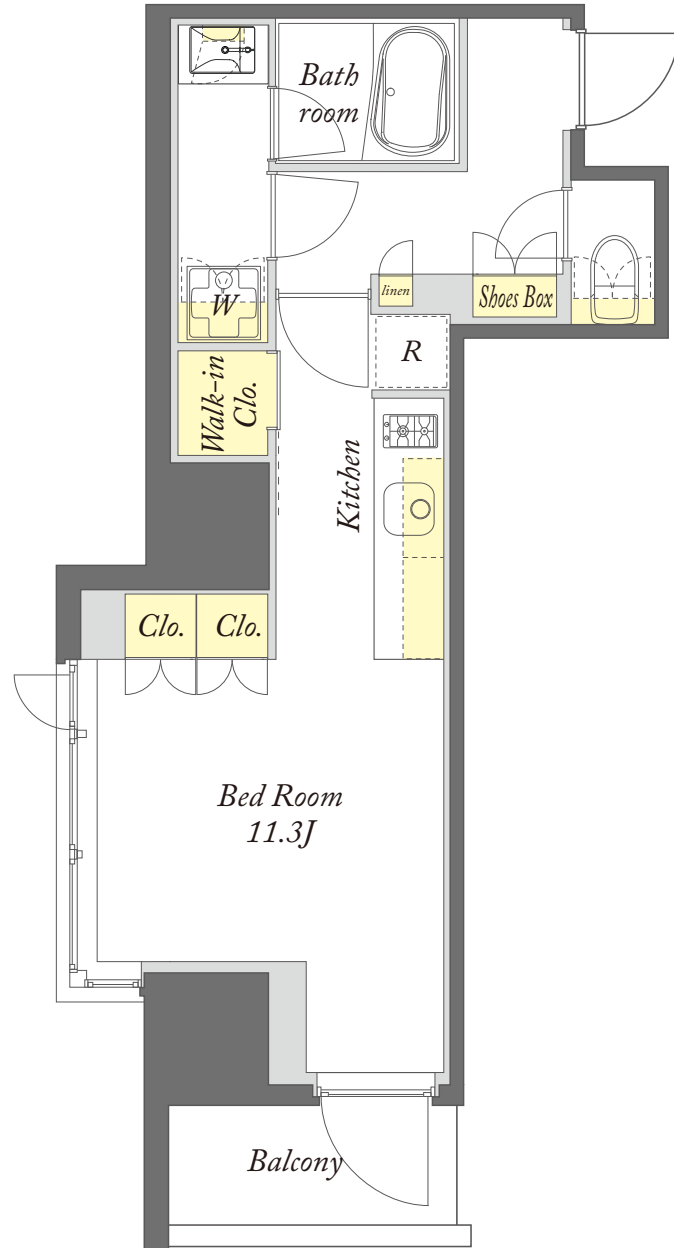 Bath
room
W
linen
Shoes Box
R
Walk-in
Clo.
Kitchen
Clo.
Clo.
Bed Room
11.3J
Balcony